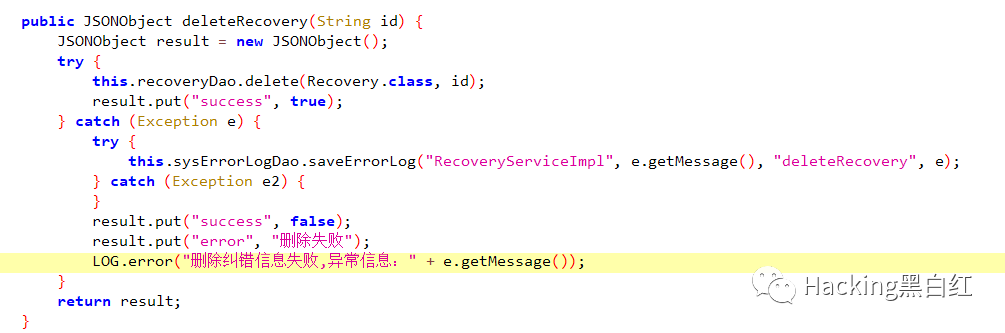 public JSONObject deleteRecovery(String id) {
    JSONObject result = new JSONObject();
    try {
        this.recoveryDao.delete(Recovery.class, id);
        result.put("success", true);
    } catch (Exception e) {
        try {
            this.sysErrorLogDao.saveErrorLog("RecoveryServiceImpl", e.getMessage(), "deleteRecovery", e);
        } catch (Exception e2) {
        }
        result.put("success", false);
        result.put("error", "删除失败");
        LOG.error("删除纠错信息失败,异常信息：" + e.getMessage());
    }
    return result;
}
Hacking黑白红